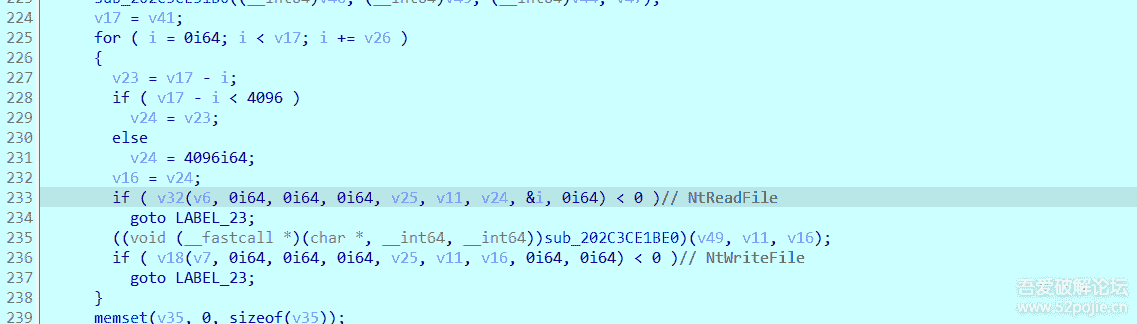 224 v17 = v41;
225 for ( i = 0i64; i < v17; i += v26 )
226 {
227 v23 = v17 - i;
228 if ( v17 - i < 4096 )
229 v24 = v23;
230 else
231 v24 = 4096i64;
232 v16 = v24;
233 if ( v32(v6, 0i64, 0i64, 0i64, v25, v11, v24, &i, 0i64) < 0 )// NtReadFile
234 goto LABEL_23;
235 ((void (__fastcall *)(char *, __int64, __int64))sub_202C3CE1BE0)(v49, v11, v16);
236 if ( v18(v7, 0i64, 0i64, 0i64, v25, v11, v16, 0i64, 0i64) < 0 )// NtWriteFile
237 goto LABEL_23;
238 }
239 memset(v35, 0, sizeof(v35));
吾爱破解论坛
www.52pojie.cn